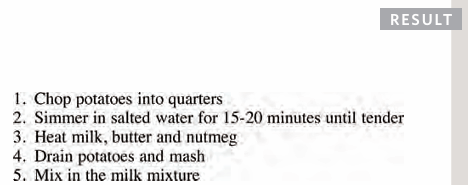 RESULT
1. Chop potatoes into quarters
2. Simmer in salted water for 15-20 minutes until tender
3. Heat milk, butter and nutmeg
4. Drain potatoes and mash
5. Mix in the milk mixture